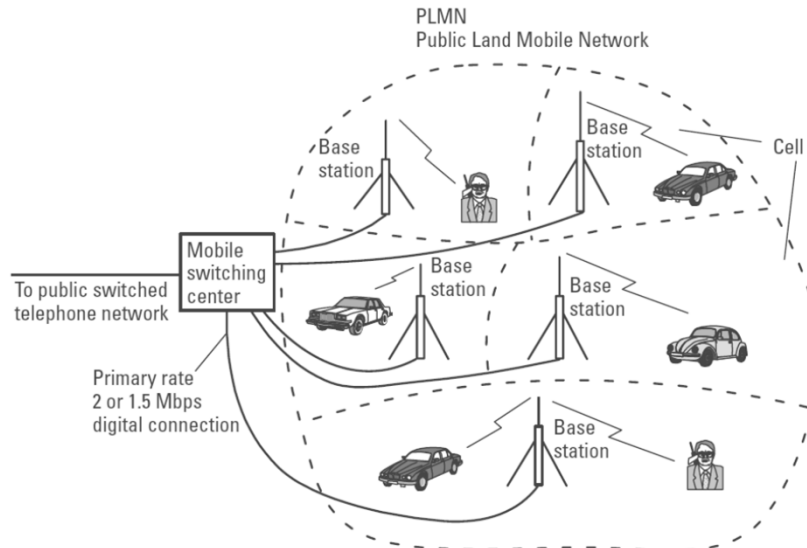 PLMN
Public Land Mobile Network
Base
station
Base
station
Cell
Mobile
switching
center
To public switched
telephone network
Base
station
Base
station
Primary rate
2 or 1.5 Mbps
digital connection
Base
station